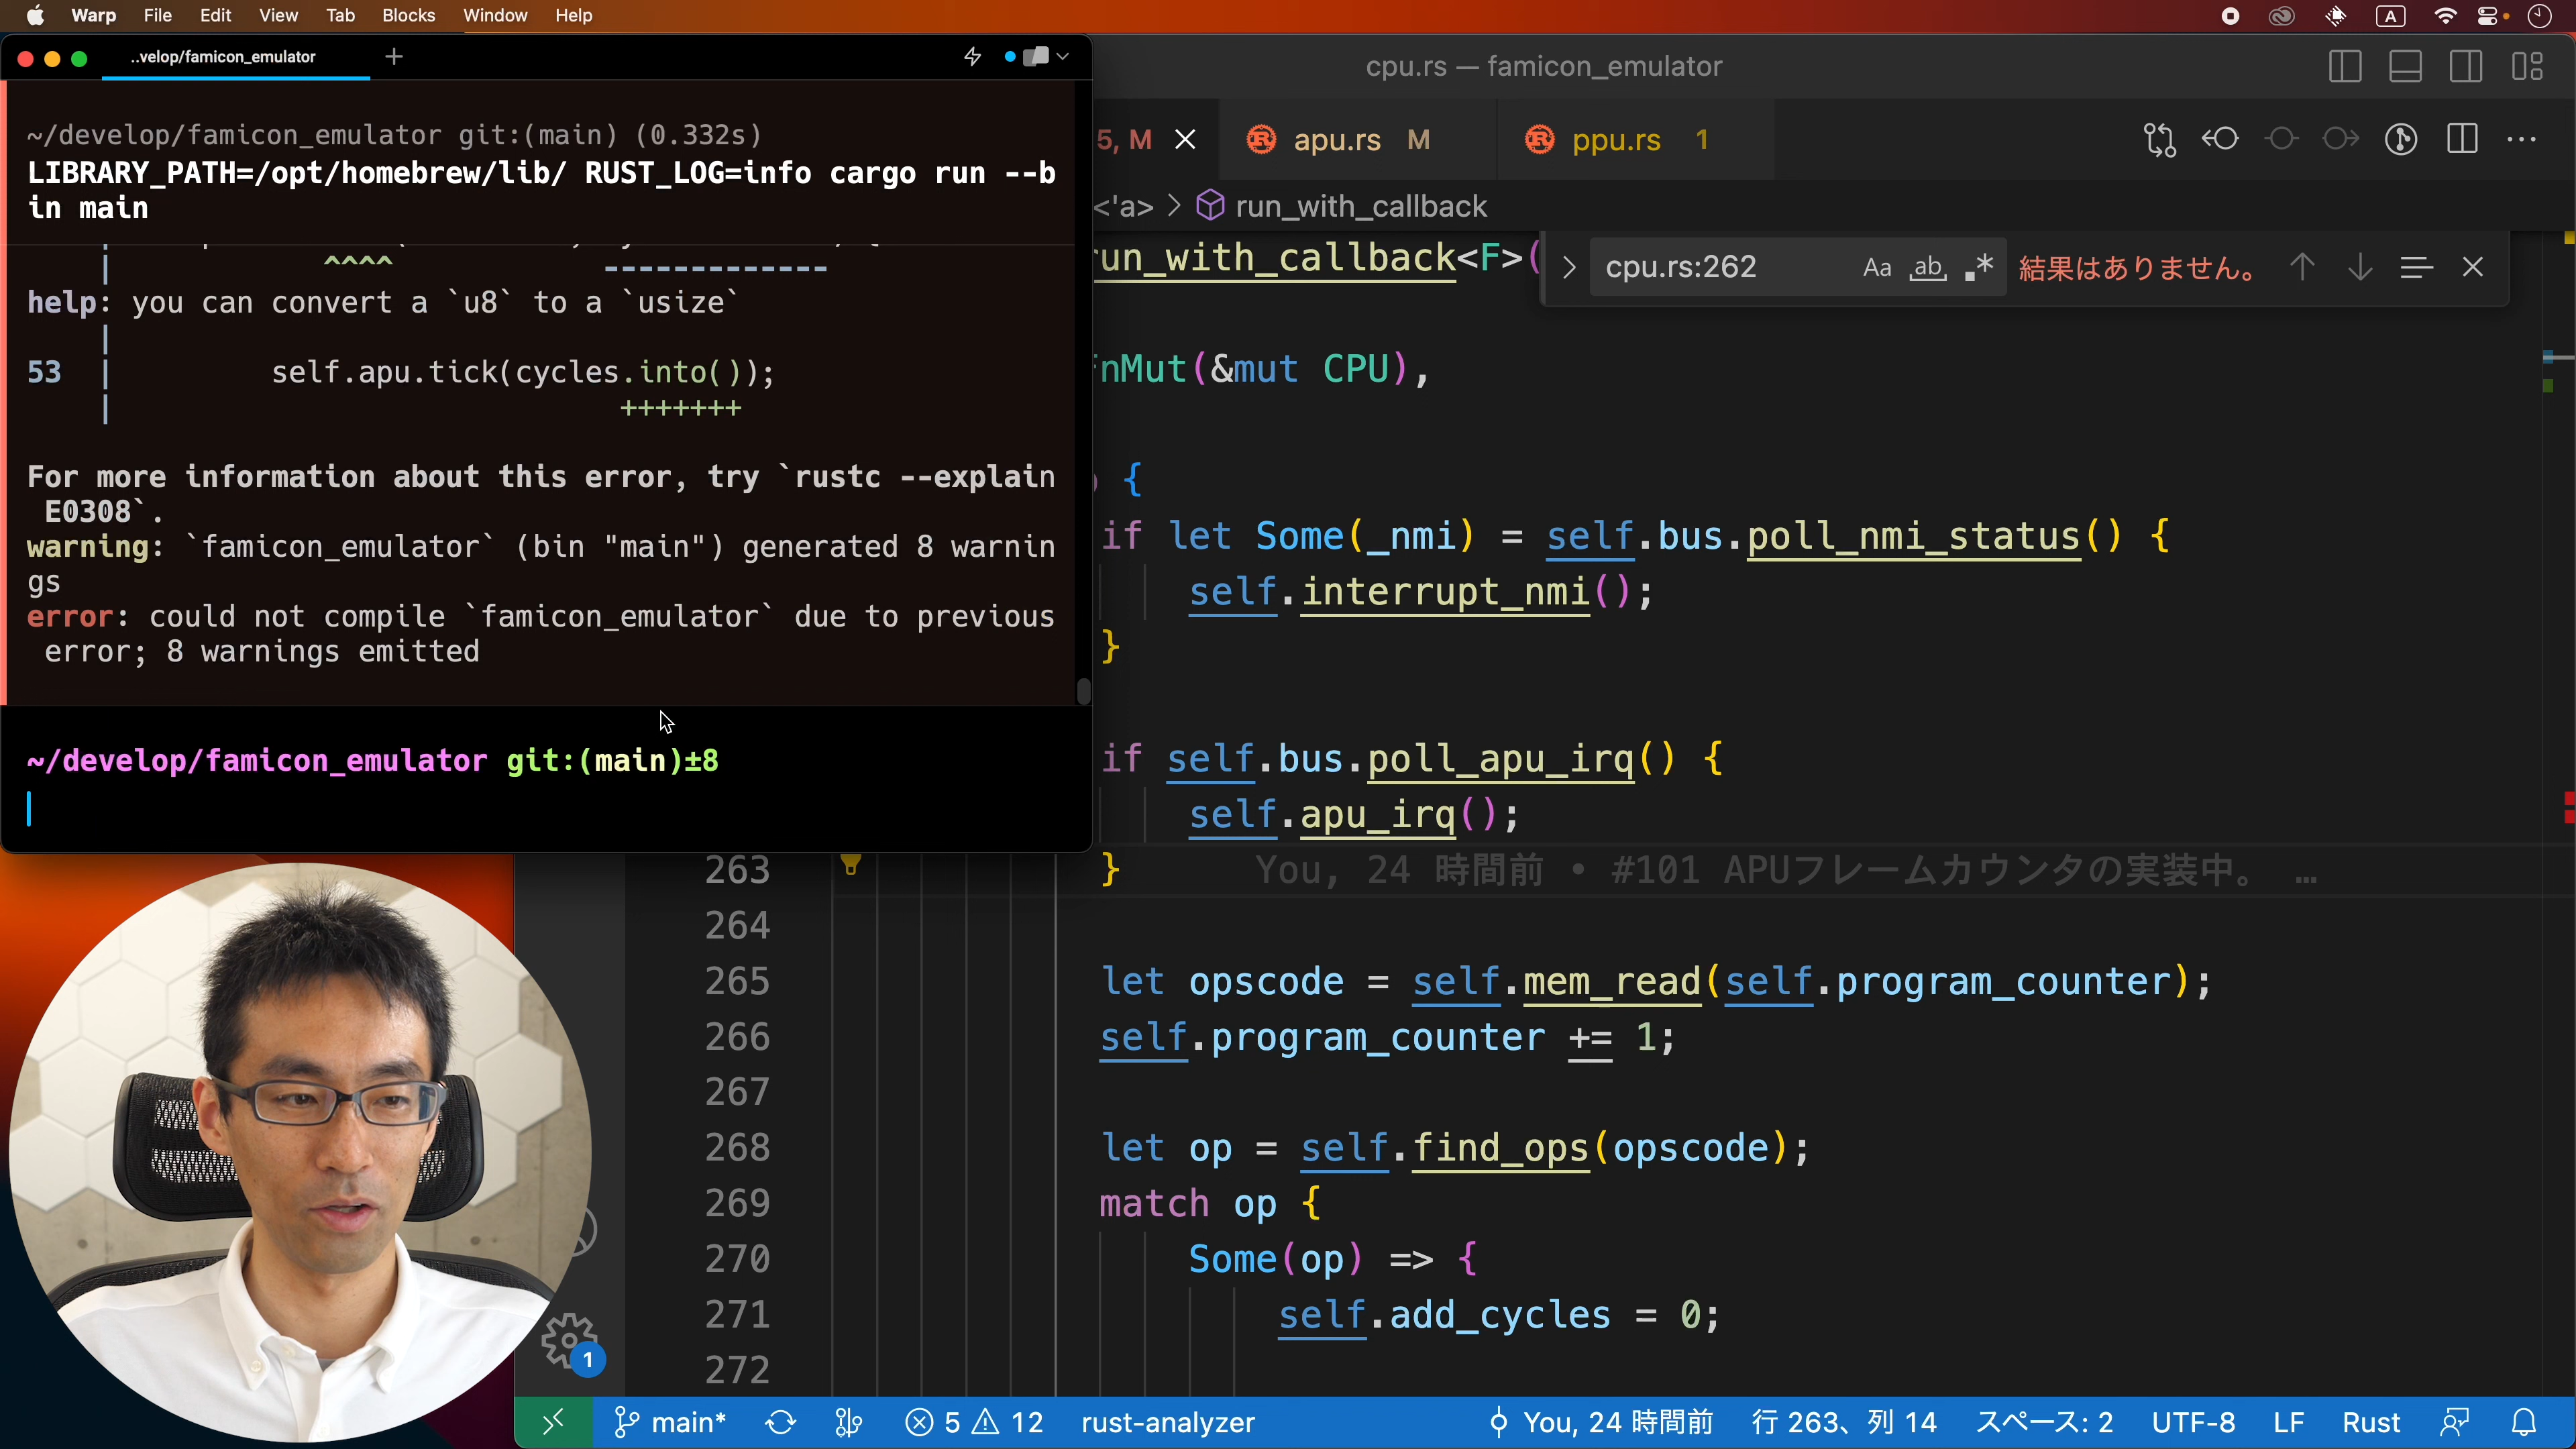 Warp File Edit View Tab Blocks Window Help
A
..velop/famicon_emulator
~/develop/famicon_emulator git:(main) (0.332s)
LIBRARY_PATH=/opt/homebrew/lib/ RUST_LOG=info cargo run --b
in main
^^^^ -------------
help: you can convert a `u8` to a `usize`
53 | self.apu.tick(cycles.into());
+++++++
For more information about this error, try `rustc --explain
E0308`.
warning: `famicon_emulator` (bin "main") generated 8 warnin
gs
error: could not compile `famicon_emulator` due to previous
error; 8 warnings emitted
~/develop/famicon_emulator git:(main)±8
cpu.rs — famicon_emulator
5, M apu.rs M ppu.rs 1
<'a> > run_with_callback
cpu.rs:262 Aa ab .* 結果はありません。
run_with_callback<F>(
FnMut(&mut CPU),
{
if let Some(_nmi) = self.bus.poll_nmi_status() {
self.interrupt_nmi();
}
if self.bus.poll_apu_irq() {
self.apu_irq();
263 } You, 24 時間前 • #101 APUフレームカウンタの実装中。 …
264
265 let opscode = self.mem_read(self.program_counter);
266 self.program_counter += 1;
267
268 let op = self.find_ops(opscode);
269 match op {
270 Some(op) => {
271 self.add_cycles = 0;
272
1
main* 5 12 rust-analyzer You, 24 時間前 行 263、列 14 スペース: 2 UTF-8 LF Rust